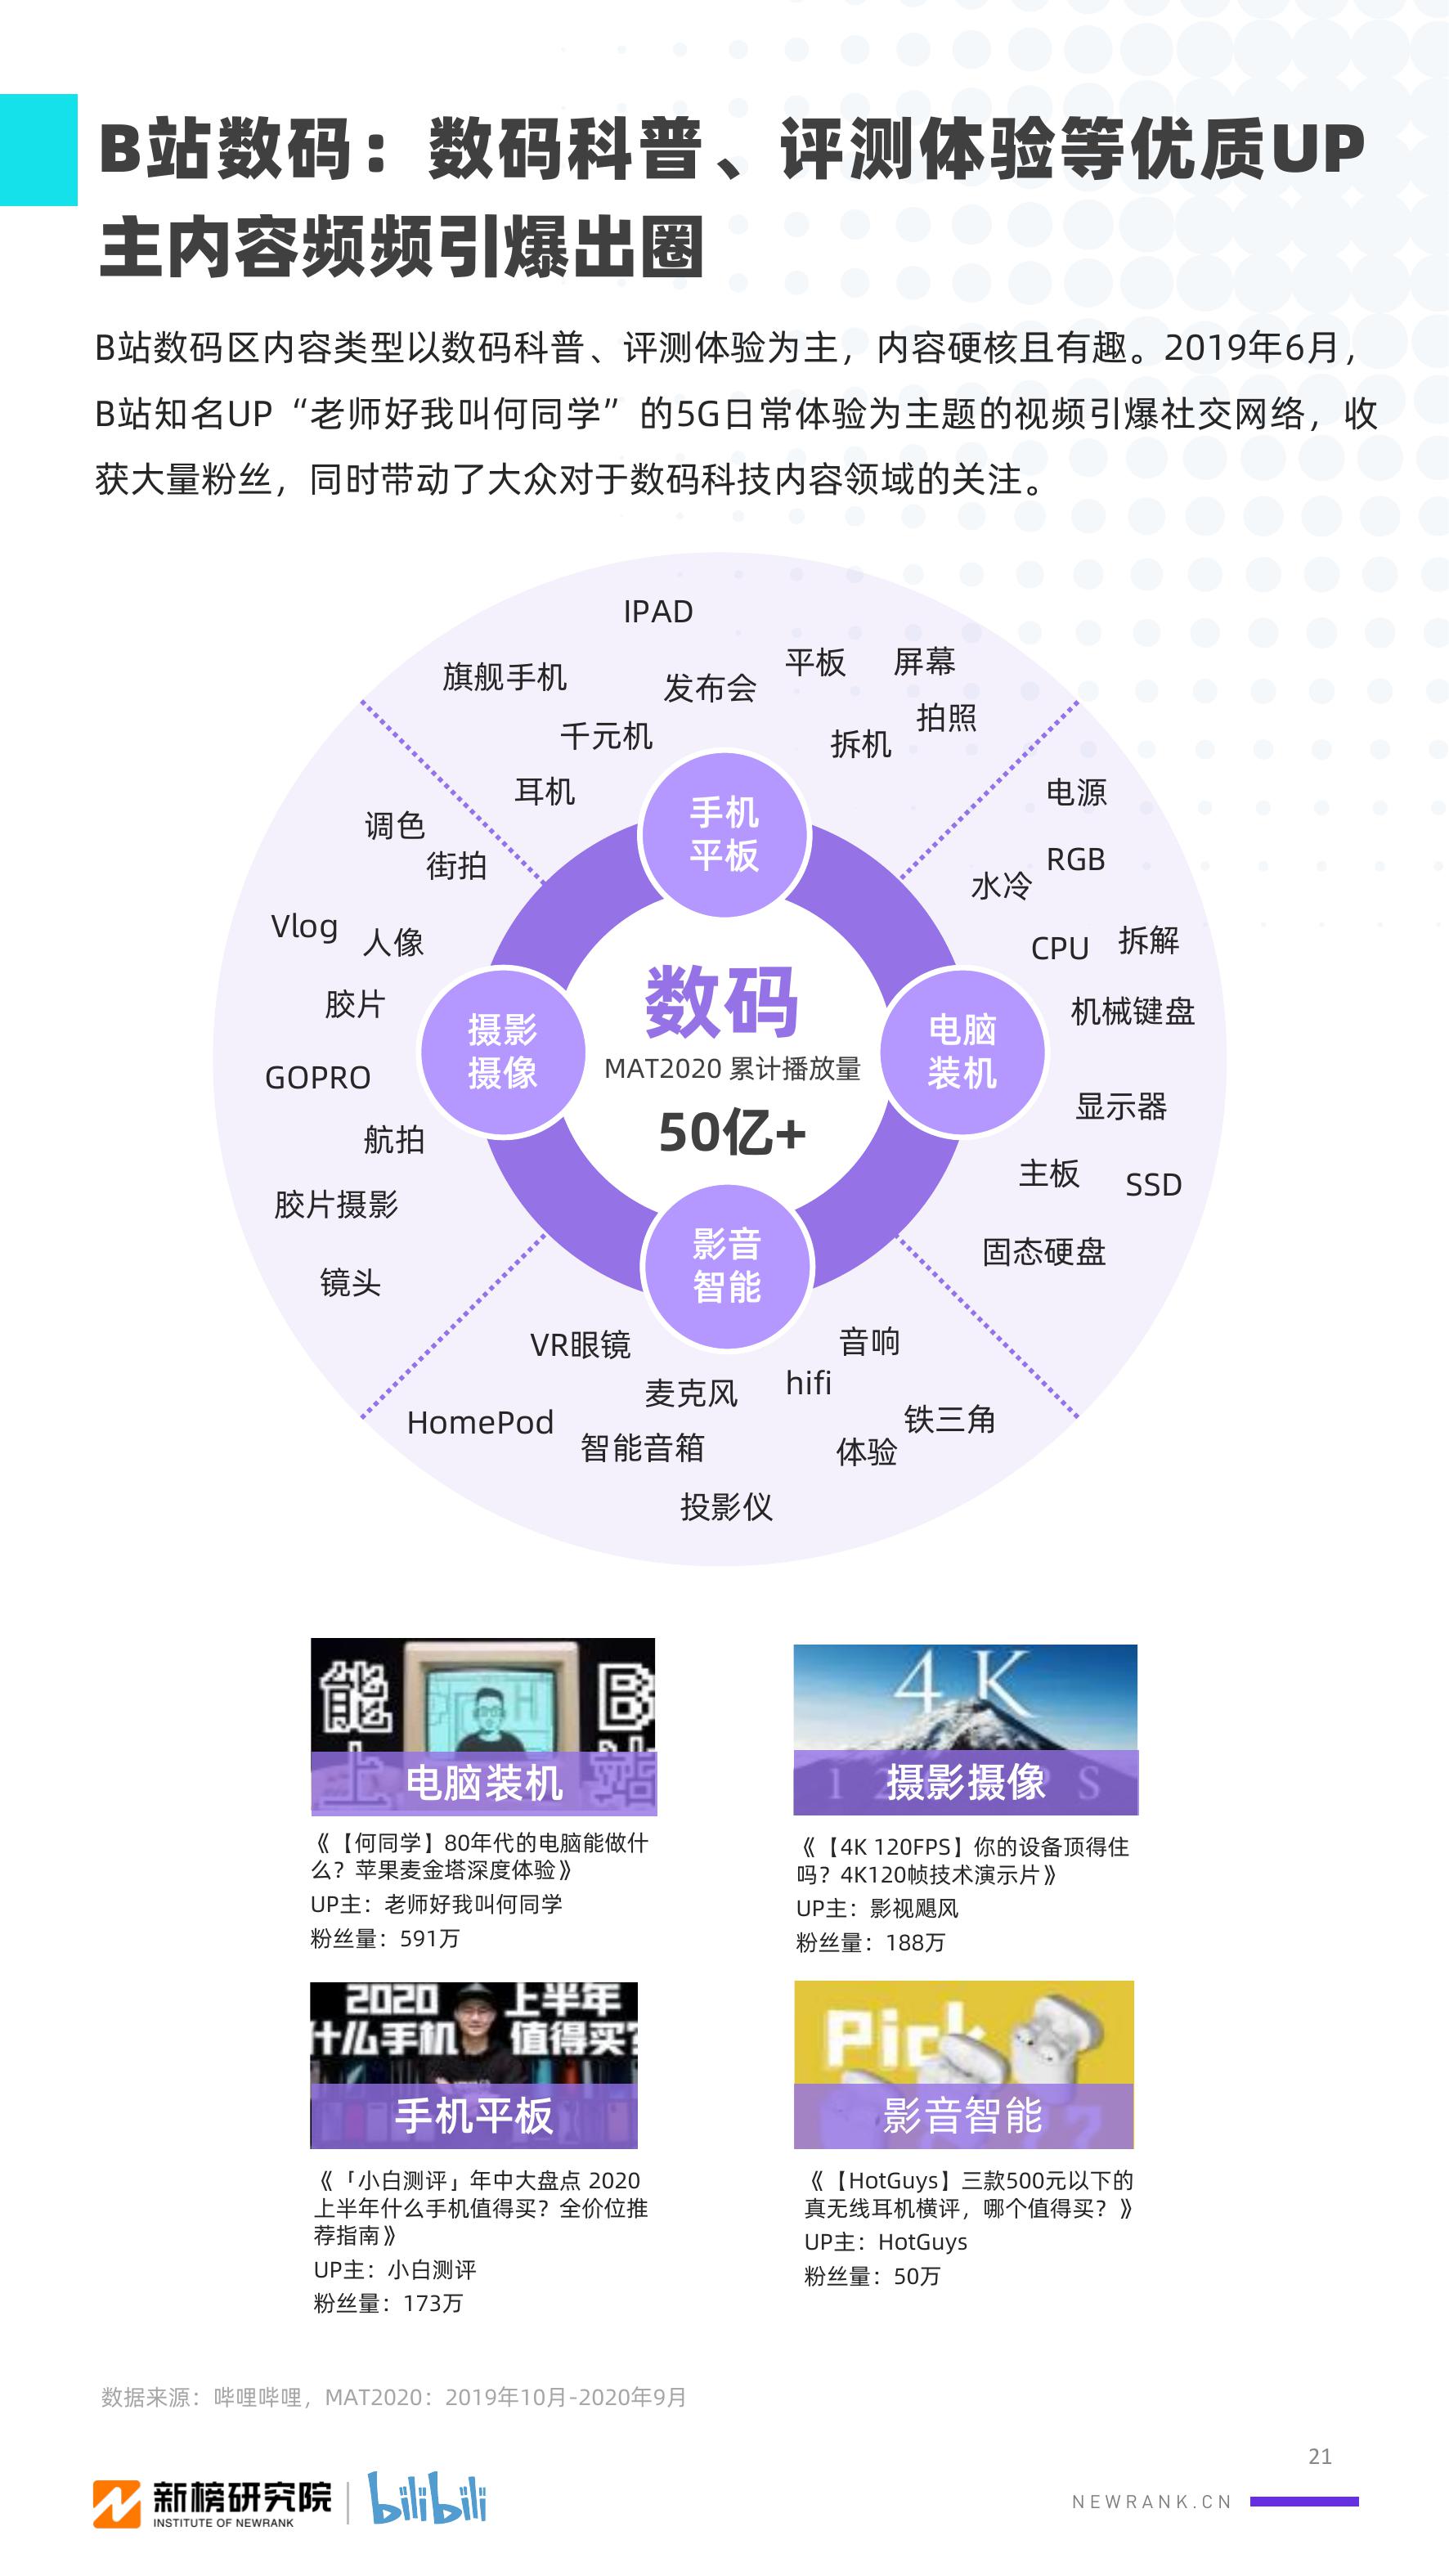 B站数码：数码科普、评测体验等优质UP
主内容频频引爆出圈
B站数码区内容类型以数码科普、评测体验为主，内容硬核且有趣。2019年6月，
B站知名UP“老师好我叫何同学”的5G日常体验为主题的视频引爆社交网络，收
获大量粉丝，同时带动了大众对于数码科技内容领域的关注。
IPAD
旗舰手机
发布会
平板
屏幕
千元机
拆机
拍照
耳机
手机
平板
调色
街拍
Vlog
人像
胶片
GOPRO
航拍
胶片摄影
镜头
摄影
摄像
数码
MAT2020 累计播放量
50亿+
电脑
装机
电源
RGB
水冷
CPU
拆解
机械键盘
显示器
主板
SSD
固态硬盘
影音
智能
VR眼镜
音响
麦克风
hifi
HomePod
铁三角
智能音箱
体验
投影仪
能 B
上 站
电脑装机
《【何同学】80年代的电脑能做什
么？苹果麦金塔深度体验》
UP主：老师好我叫何同学
粉丝量：591万
4K
摄影摄像
《【4K 120FPS】你的设备顶得住
吗？4K120帧技术演示片》
UP主：影视飓风
粉丝量：188万
2020 上半年
什么手机 值得买?
手机平板
《「小白测评」年中大盘点 2020
上半年什么手机值得买？全价位推
荐指南》
UP主：小白测评
粉丝量：173万
Pick
影音智能
《【HotGuys】三款500元以下的
真无线耳机横评，哪个值得买？》
UP主：HotGuys
粉丝量：50万
数据来源：哔哩哔哩，MAT2020：2019年10月-2020年9月
21
新榜研究院
INSTITUTE OF NEWRANK
bilibili
NEWRANK.CN